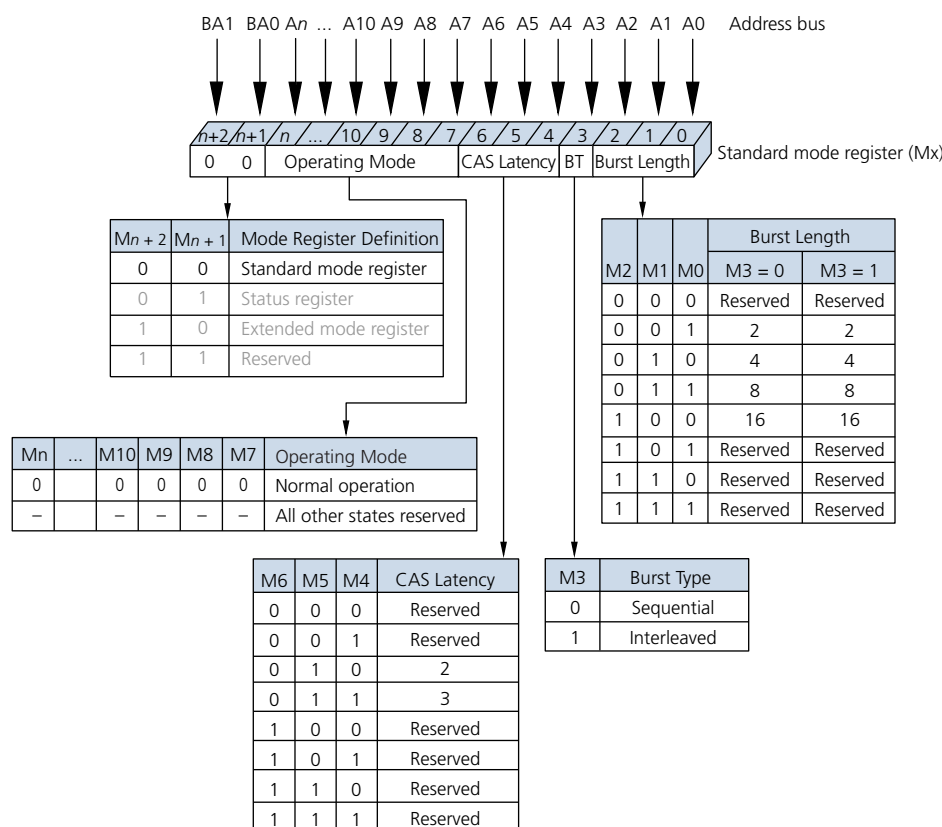 BA1 BA0 An ... A10 A9 A8 A7 A6 A5 A4 A3 A2 A1 A0 Address bus
n+2 n+1 n ... 10 9 8 7 6 5 4 3 2 1 0
0 0 Operating Mode CAS Latency BT Burst Length
Standard mode register (Mx)
Mn + 2 Mn + 1 Mode Register Definition
0 0 Standard mode register
0 1 Status register
1 0 Extended mode register
1 1 Reserved
Burst Length
M2 M1 M0 M3 = 0 M3 = 1
0 0 0 Reserved Reserved
0 0 1 2 2
0 1 0 4 4
0 1 1 8 8
1 0 0 16 16
1 0 1 Reserved Reserved
1 1 0 Reserved Reserved
1 1 1 Reserved Reserved
Mn ... M10 M9 M8 M7 Operating Mode
0 0 0 0 0 Normal operation
– – – – – All other states reserved
M6 M5 M4 CAS Latency
0 0 0 Reserved
0 0 1 Reserved
0 1 0 2
0 1 1 3
1 0 0 Reserved
1 0 1 Reserved
1 1 0 Reserved
1 1 1 Reserved
M3 Burst Type
0 Sequential
1 Interleaved